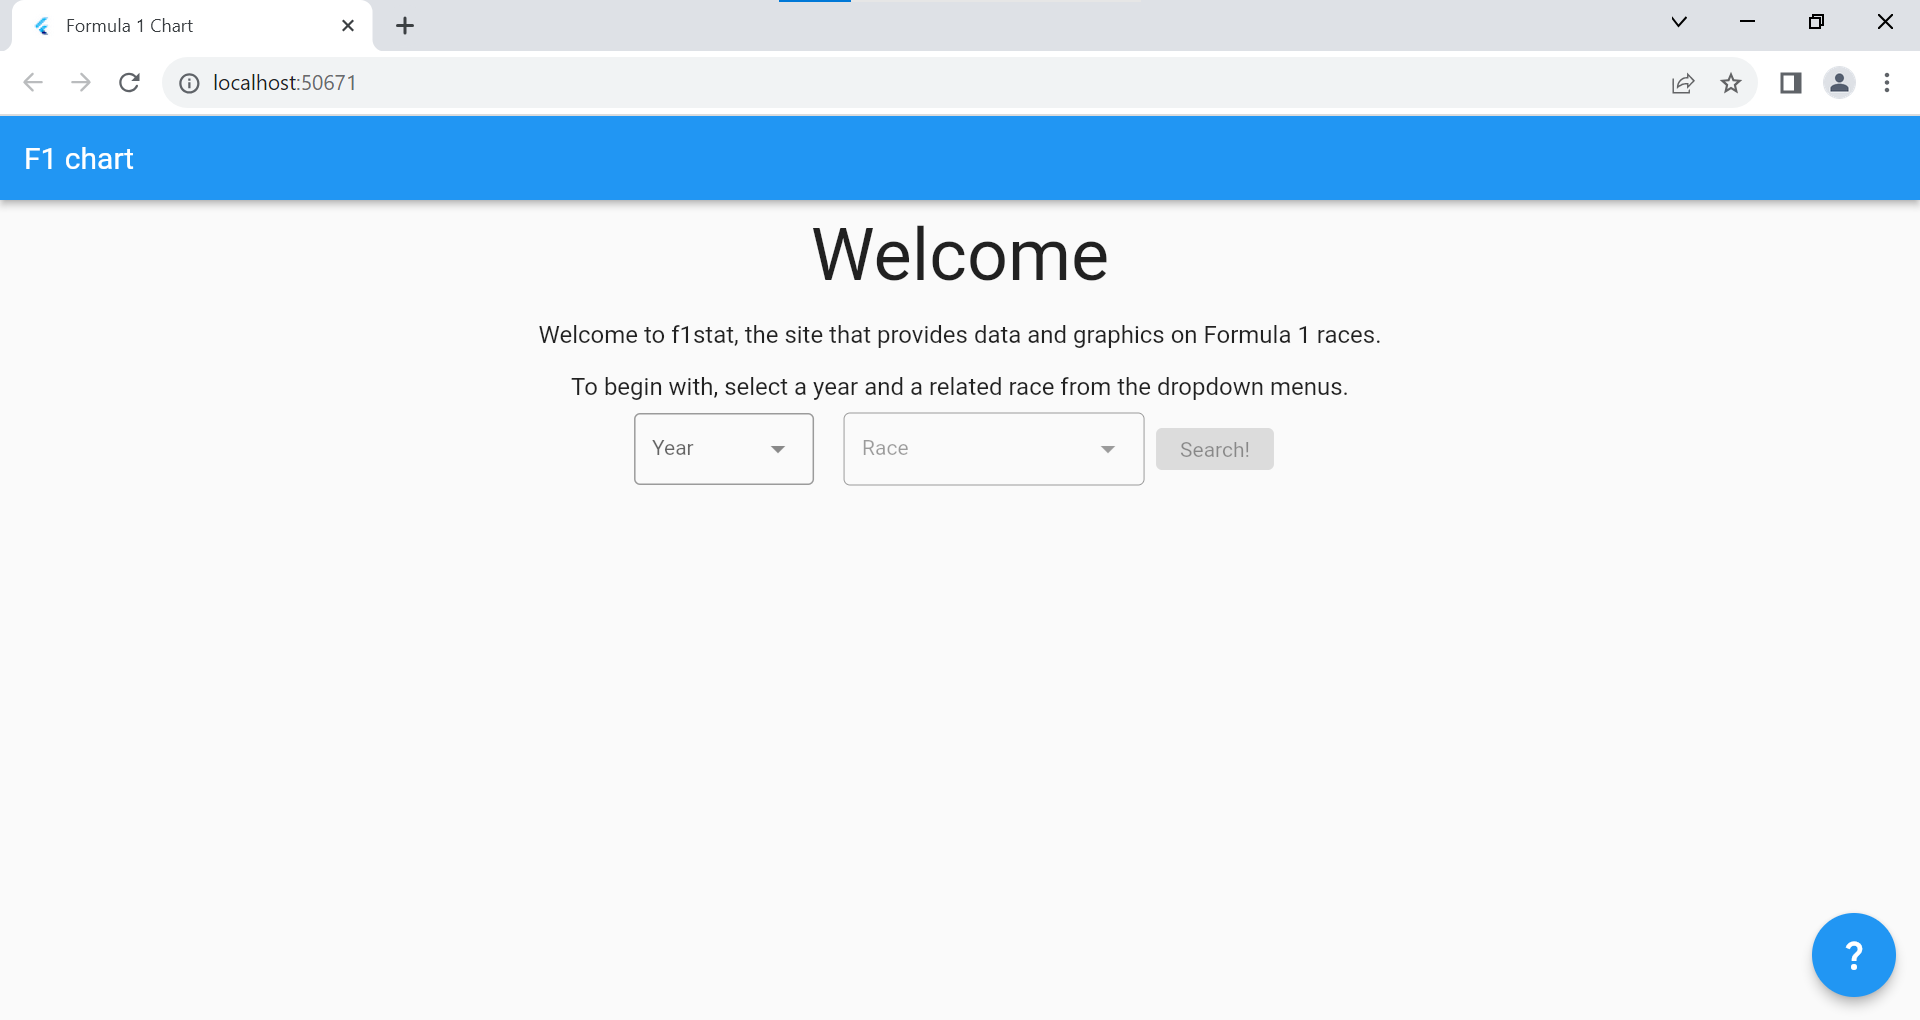 Formula 1 Chart
localhost:50671
F1 chart
Welcome
Welcome to f1stat, the site that provides data and graphics on Formula 1 races.
To begin with, select a year and a related race from the dropdown menus.
Year Race Search!
?